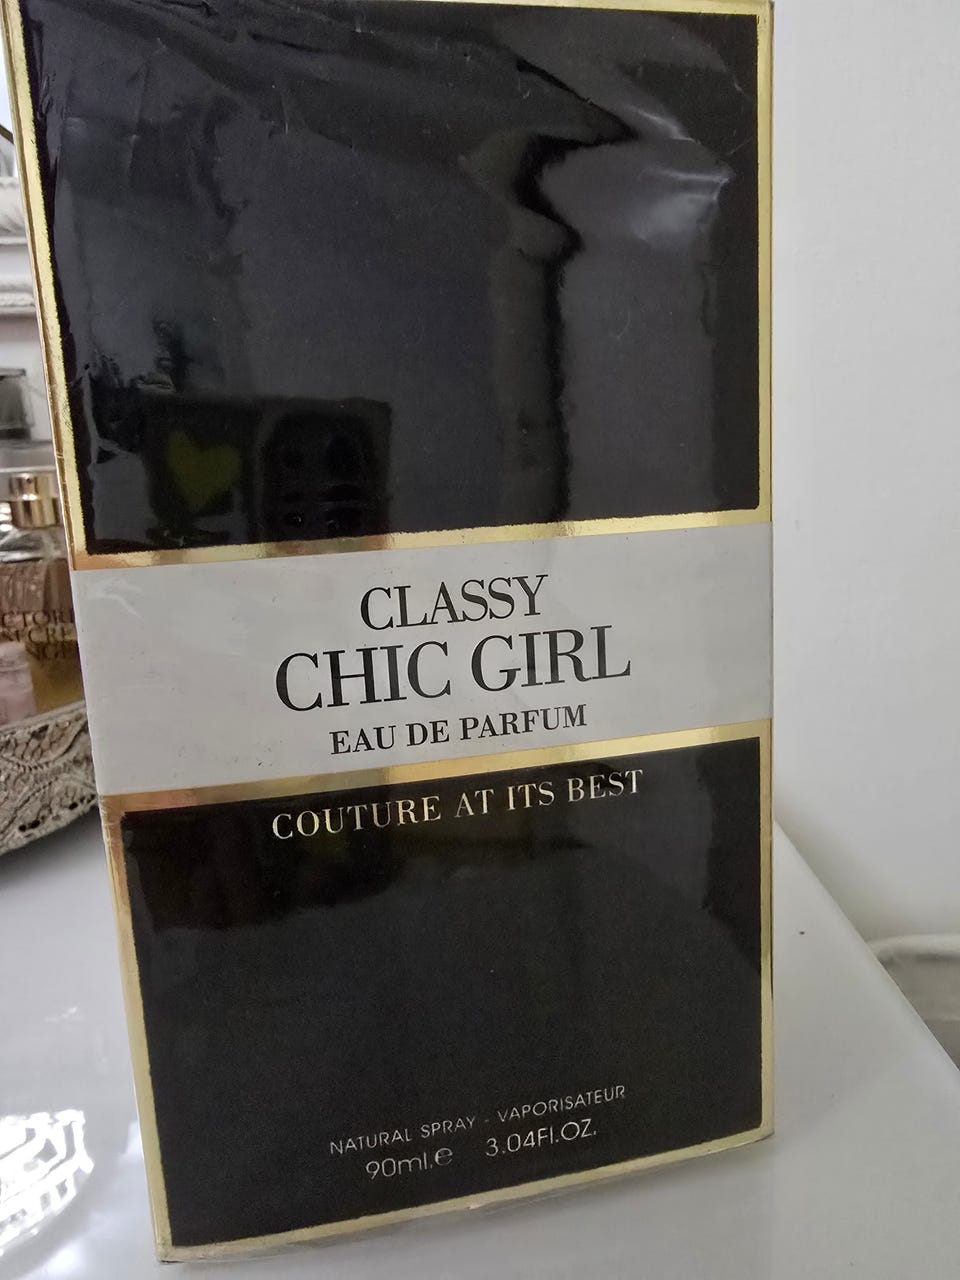 CLASSY
CHIC GIRL
EAU DE PARFUM
COUTURE AT ITS BEST
NATURAL SPRAY - VAPORISATEUR
90ml.e 3.04Fl.OZ.